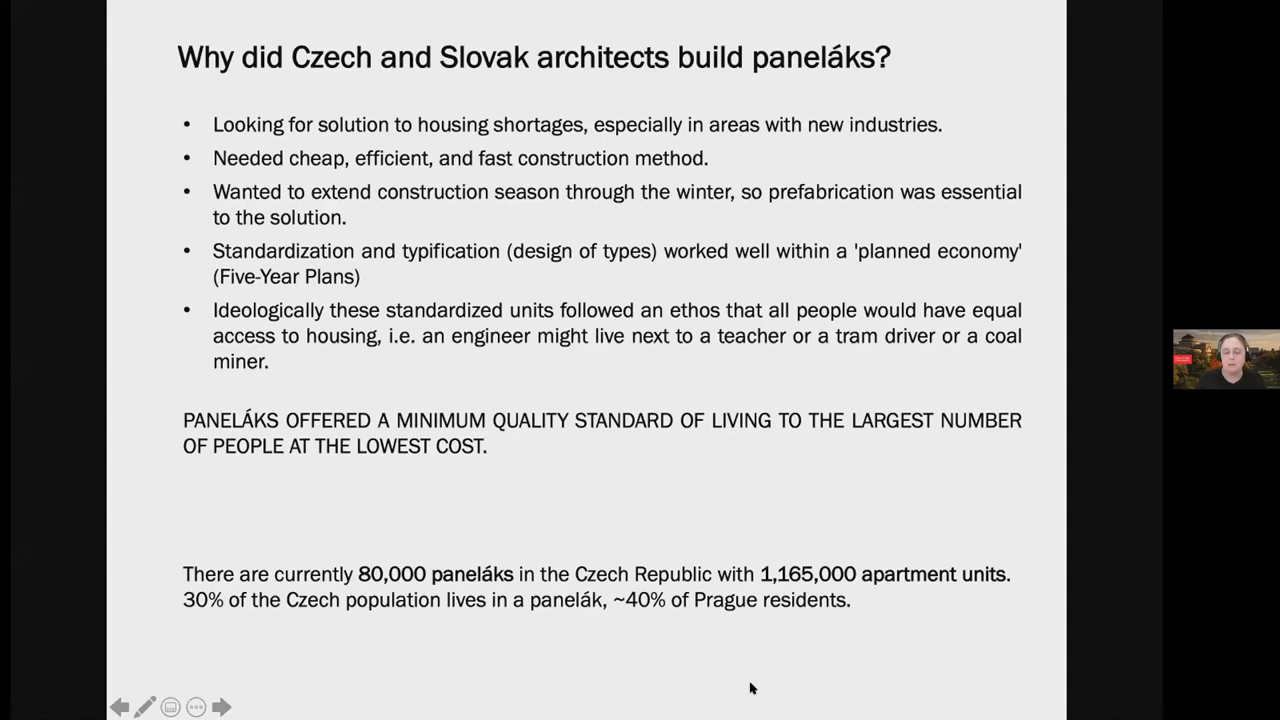 Why did Czech and Slovak architects build paneláks?
• Looking for solution to housing shortages, especially in areas with new industries.
• Needed cheap, efficient, and fast construction method.
• Wanted to extend construction season through the winter, so prefabrication was essential
to the solution.
• Standardization and typification (design of types) worked well within a 'planned economy'
(Five-Year Plans)
• Ideologically these standardized units followed an ethos that all people would have equal
access to housing, i.e. an engineer might live next to a teacher or a tram driver or a coal
miner.
PANELÁKS OFFERED A MINIMUM QUALITY STANDARD OF LIVING TO THE LARGEST NUMBER
OF PEOPLE AT THE LOWEST COST.
There are currently 80,000 paneláks in the Czech Republic with 1,165,000 apartment units.
30% of the Czech population lives in a panelák, ~40% of Prague residents.